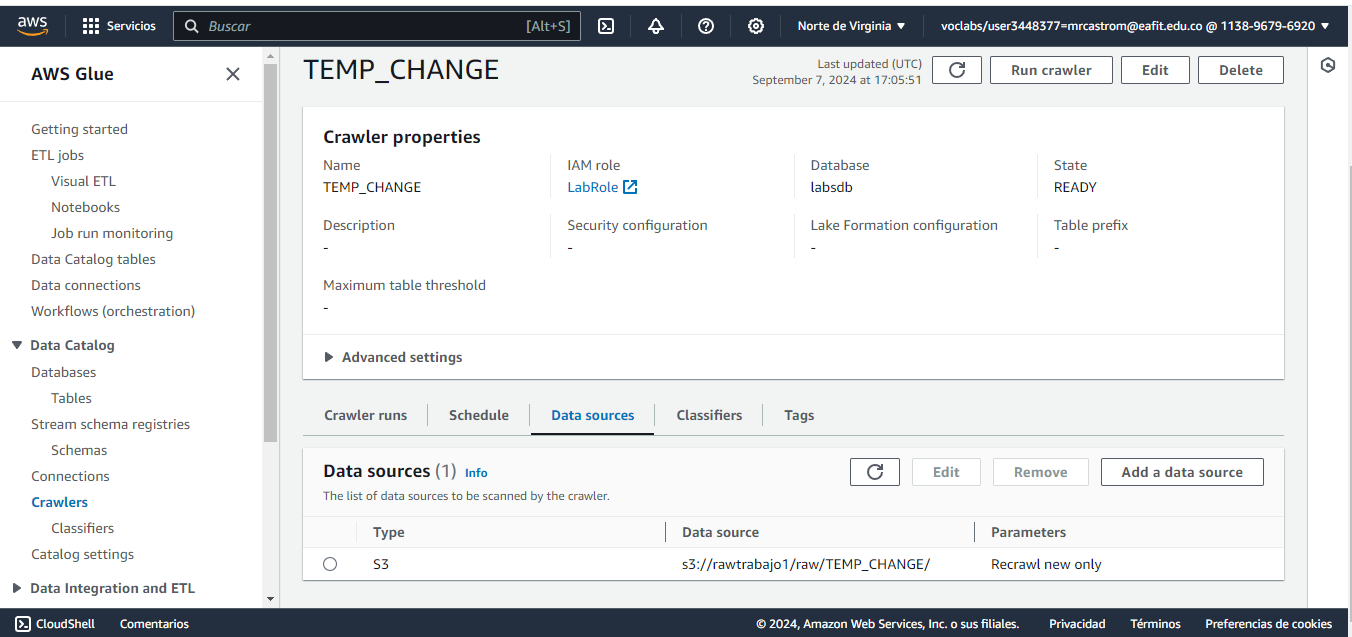 aws
Servicios
Buscar
[Alt+S]
Norte de Virginia
voclabs/user3448377=mrcastrom@eafit.edu.co @ 1138-9679-6920
AWS Glue
Getting started
ETL jobs
Visual ETL
Notebooks
Job run monitoring
Data Catalog tables
Data connections
Workflows (orchestration)
Data Catalog
Databases
Tables
Stream schema registries
Schemas
Connections
Crawlers
Classifiers
Catalog settings
Data Integration and ETL
TEMP_CHANGE
Last updated (UTC)
September 7, 2024 at 17:05:51
Run crawler
Edit
Delete
Crawler properties
Name
TEMP_CHANGE
IAM role
LabRole
Database
labsdb
State
READY
Description
-
Security configuration
-
Lake Formation configuration
-
Table prefix
-
Maximum table threshold
-
Advanced settings
Crawler runs
Schedule
Data sources
Classifiers
Tags
Data sources (1) Info
The list of data sources to be scanned by the crawler.
Edit
Remove
Add a data source
Type
Data source
Parameters
S3
s3://rawtrabajo1/raw/TEMP_CHANGE/
Recrawl new only
CloudShell
Comentarios
© 2024, Amazon Web Services, Inc. o sus filiales.
Privacidad
Términos
Preferencias de cookies